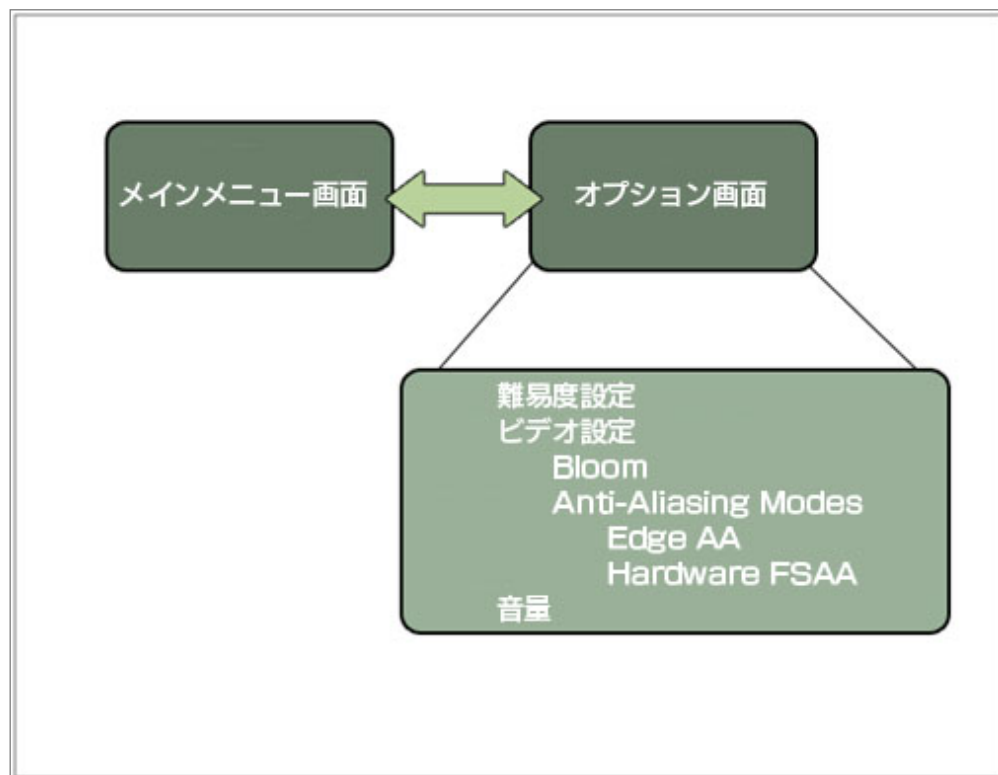 メインメニュー画面
オプション画面
難易度設定
ビデオ設定
Bloom
Anti-Aliasing Modes
Edge AA
Hardware FSAA
音量